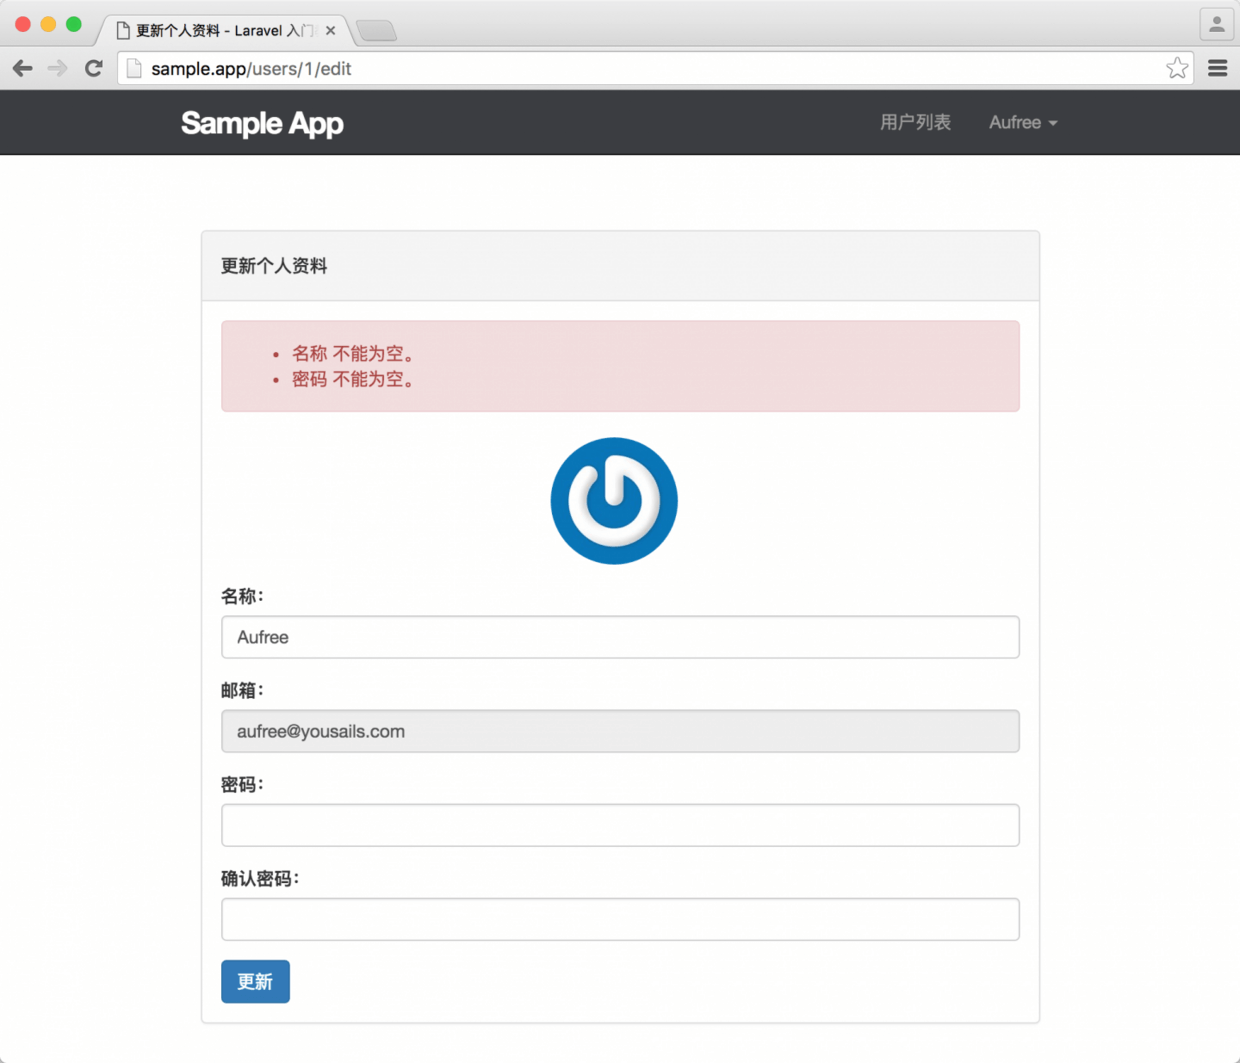 更新个人资料 - Laravel 入门
sample.app/users/1/edit
Sample App 用户列表 Aufree
更新个人资料
• 名称 不能为空。
• 密码 不能为空。
名称：
Aufree
邮箱：
aufree@yousails.com
密码：
确认密码：
更新